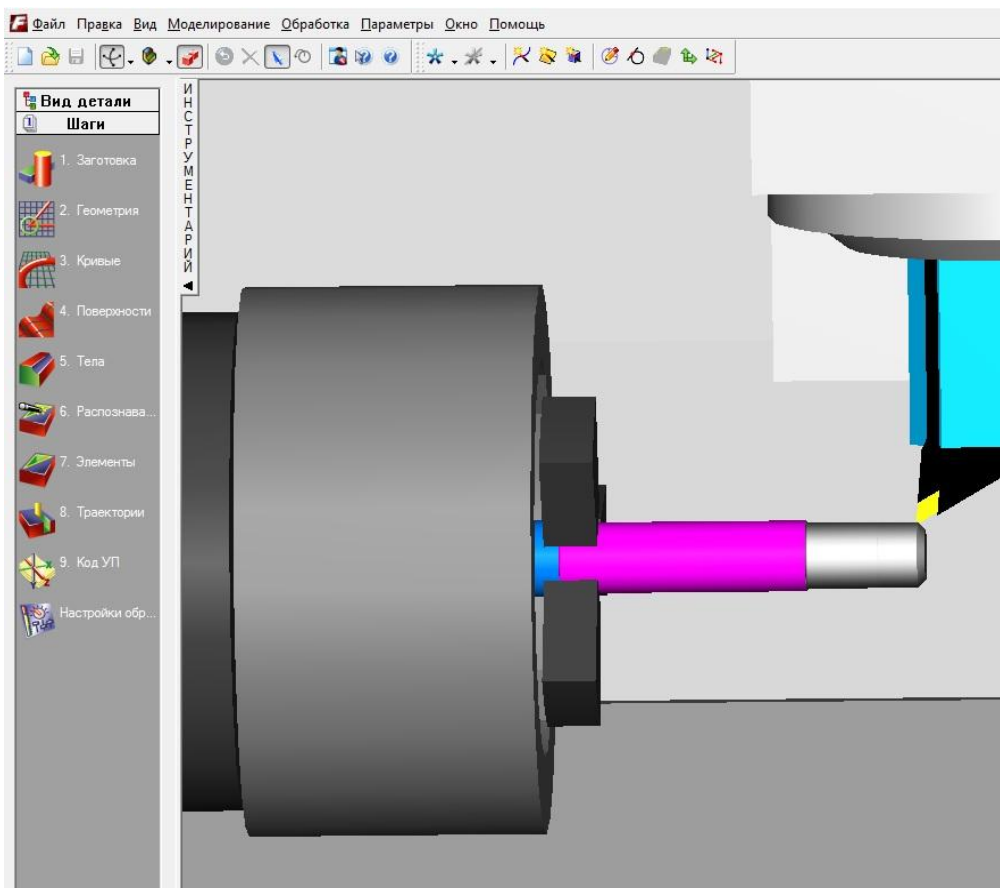 Файл Правка Вид Моделирование Обработка Параметры Окно Помощь
Вид детали
1 Шаги
1. Заготовка
2. Геометрия
3. Кривые
4. Поверхности
5. Тела
6. Распознава...
7. Элементы
8. Траектории
9. Код УП
Настройки обр...
ИНСТРУМЕНТАРИЙ